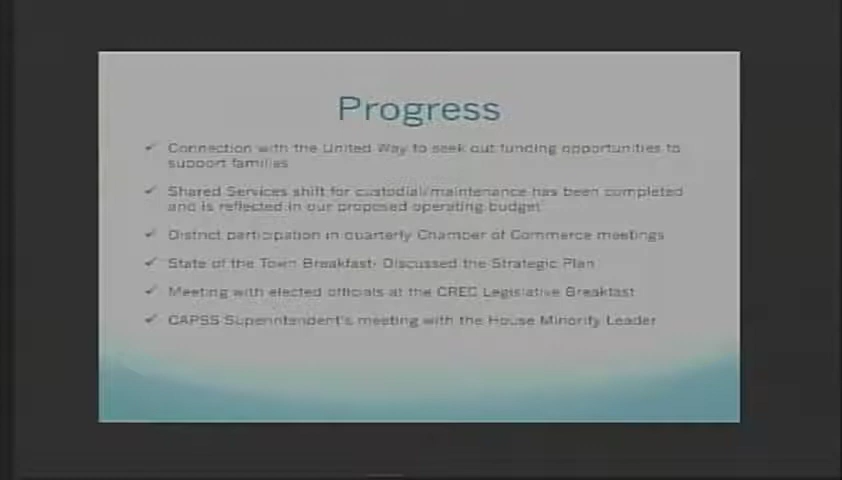 Progress
✓ Connection with the United Way to seek out funding opportunities to
support families
✓ Shared Services shift for custodial/maintenance has been completed
and is reflected in our proposed operating budget
✓ District participation in quarterly Chamber of Commerce meetings
✓ State of the Town Breakfast- Discussed the Strategic Plan
✓ Meeting with elected officials at the CREC Legislative Breakfast
✓ CAPSS Superintendent's meeting with the House Minority Leader